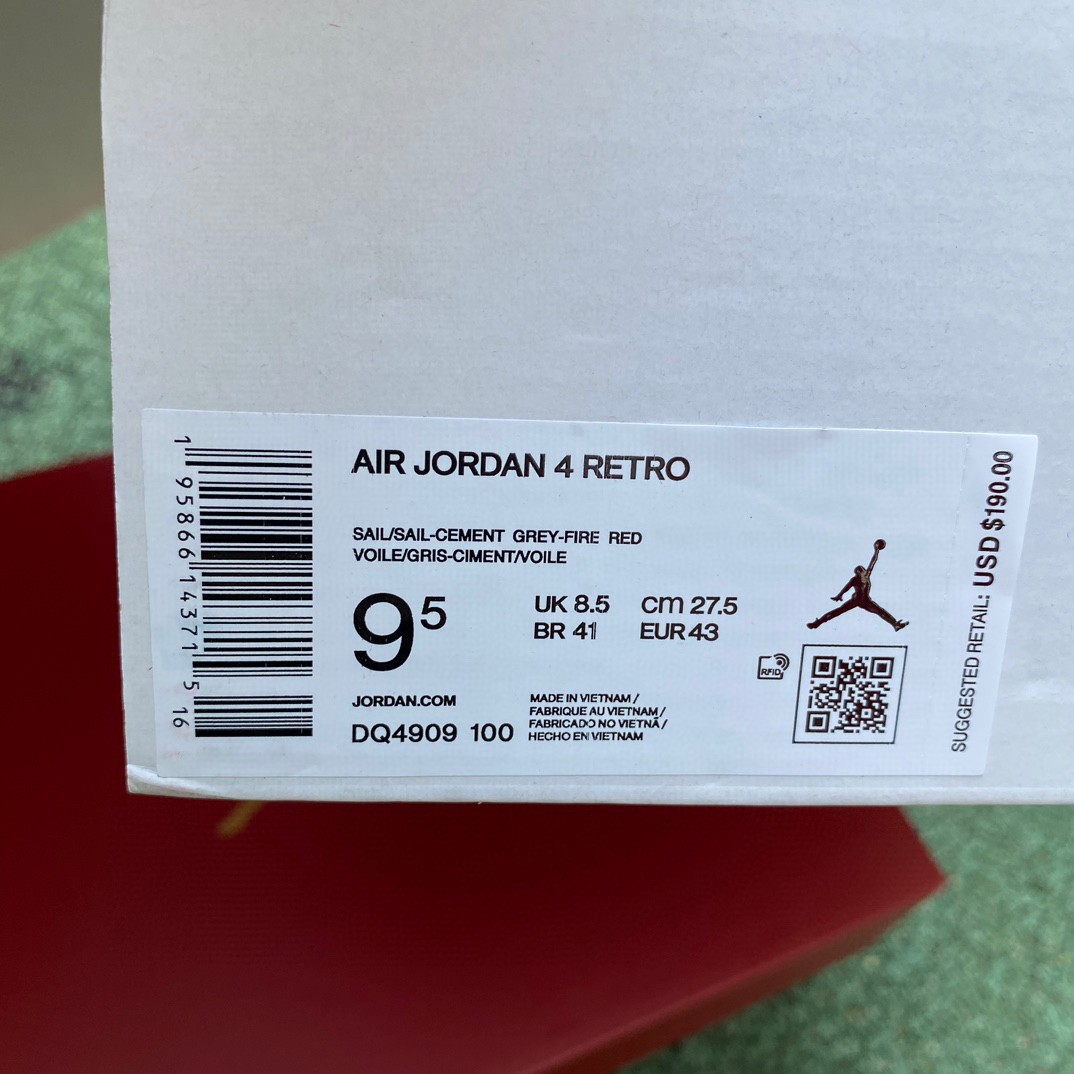 AIR JORDAN 4 RETRO
SAIL/SAIL-CEMENT GREY-FIRE RED
VOILE/GRIS-CIMENT/VOILE
9⁵
UK 8.5 cm 27.5
BR 41 EUR 43
JORDAN.COM
DQ4909 100
MADE IN VIETNAM /
FABRIQUE AU VIETNAM /
FABRICADO NO VIETNÃ /
HECHO EN VIETNAM
RFID
SUGGESTED RETAIL: USD $190.00
1 95866 14371 5 16